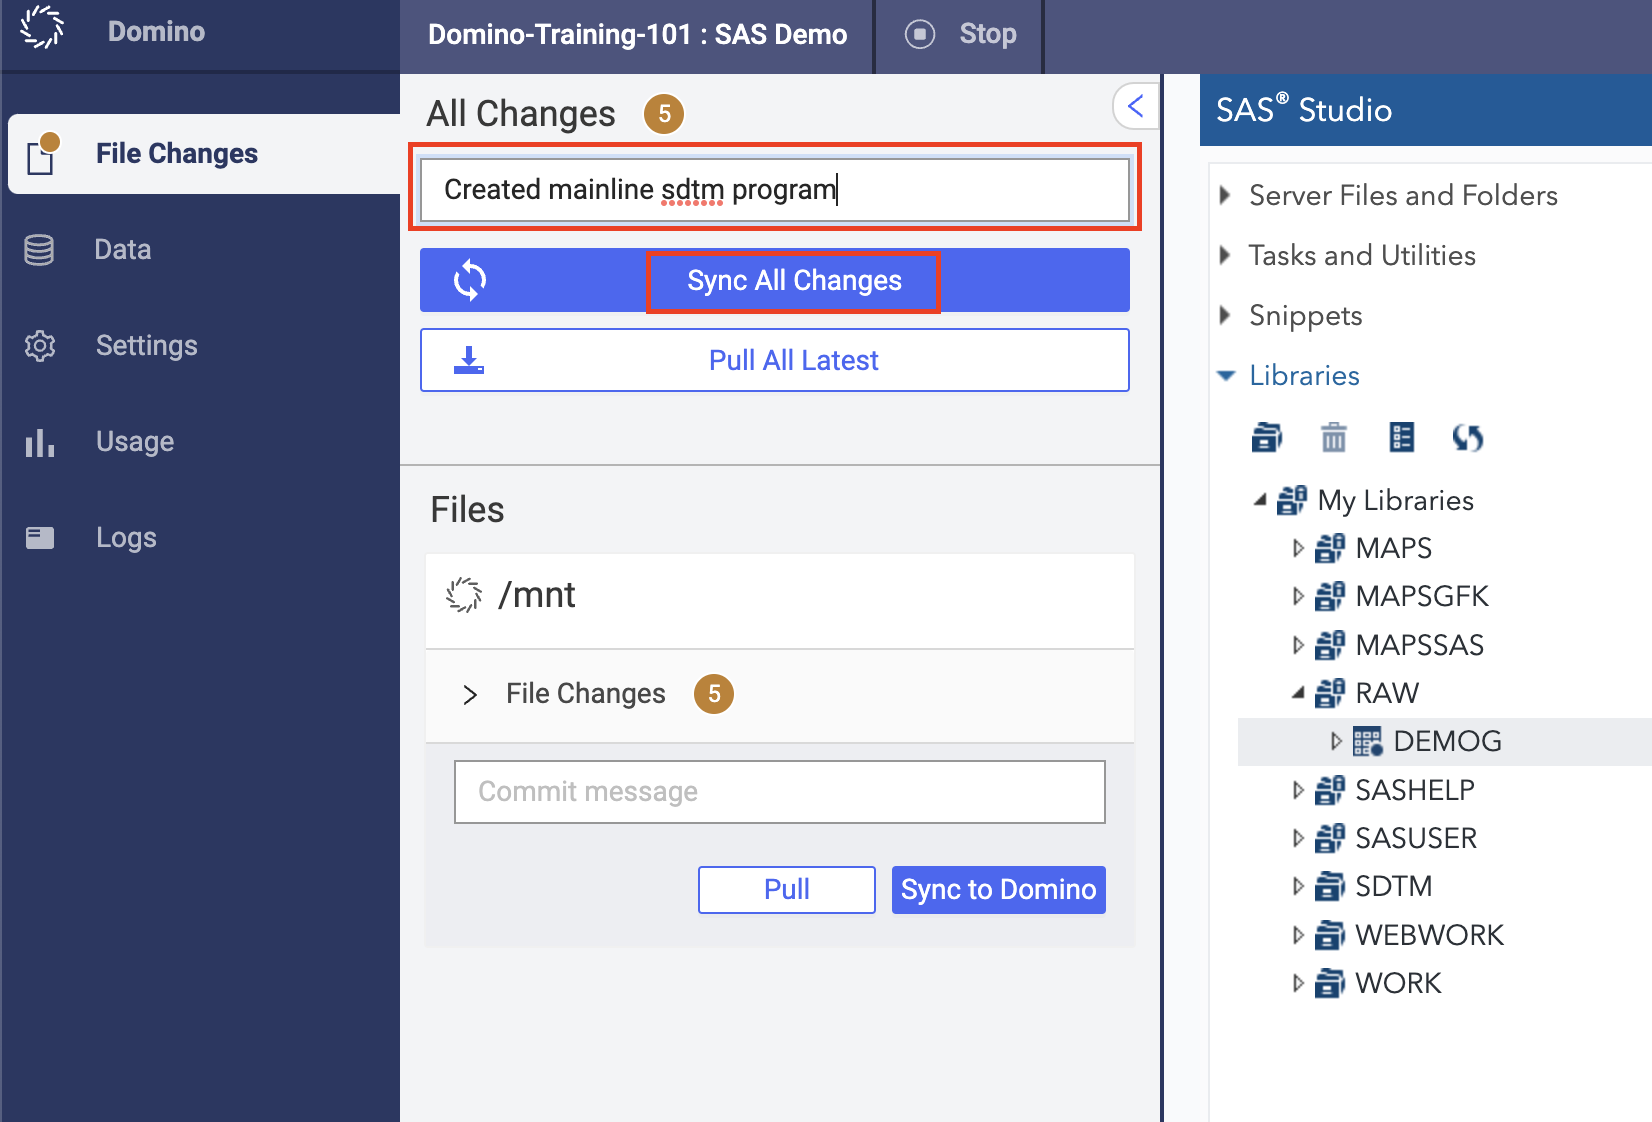 Domino
Domino-Training-101 : SAS Demo
Stop
File Changes
Data
Settings
Usage
Logs
All Changes 5
Created mainline sdtm program
Sync All Changes
Pull All Latest
Files
/mnt
File Changes 5
Commit message
Pull
Sync to Domino
SAS® Studio
Server Files and Folders
Tasks and Utilities
Snippets
Libraries
My Libraries
MAPS
MAPSGFK
MAPSSAS
RAW
DEMOG
SASHELP
SASUSER
SDTM
WEBWORK
WORK